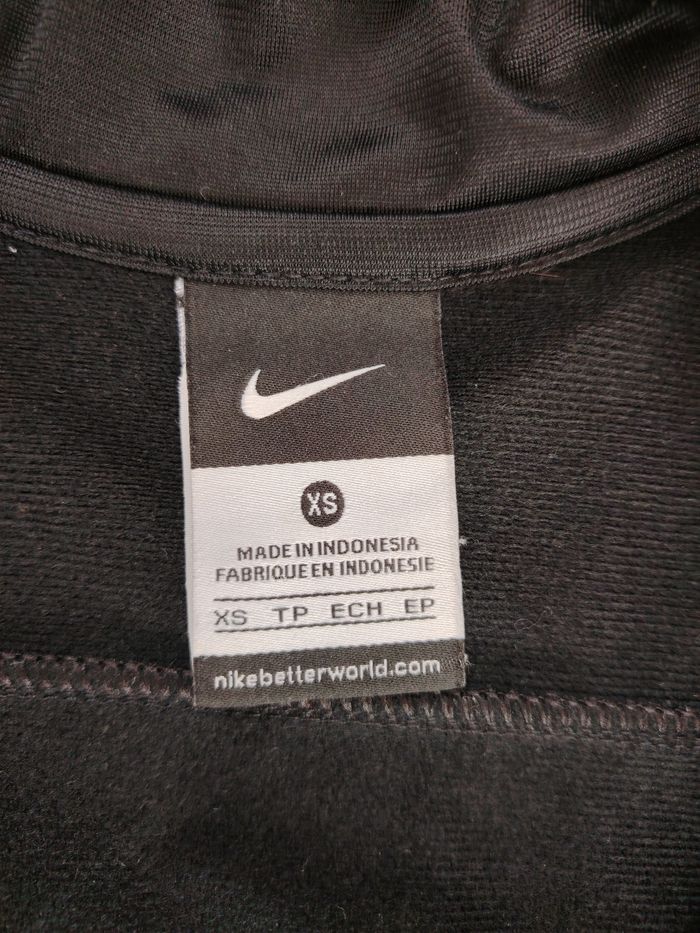 XS
MADE IN INDONESIA
FABRIQUE EN INDONESIE
XS TP ECH EP
nikebetterworld.com